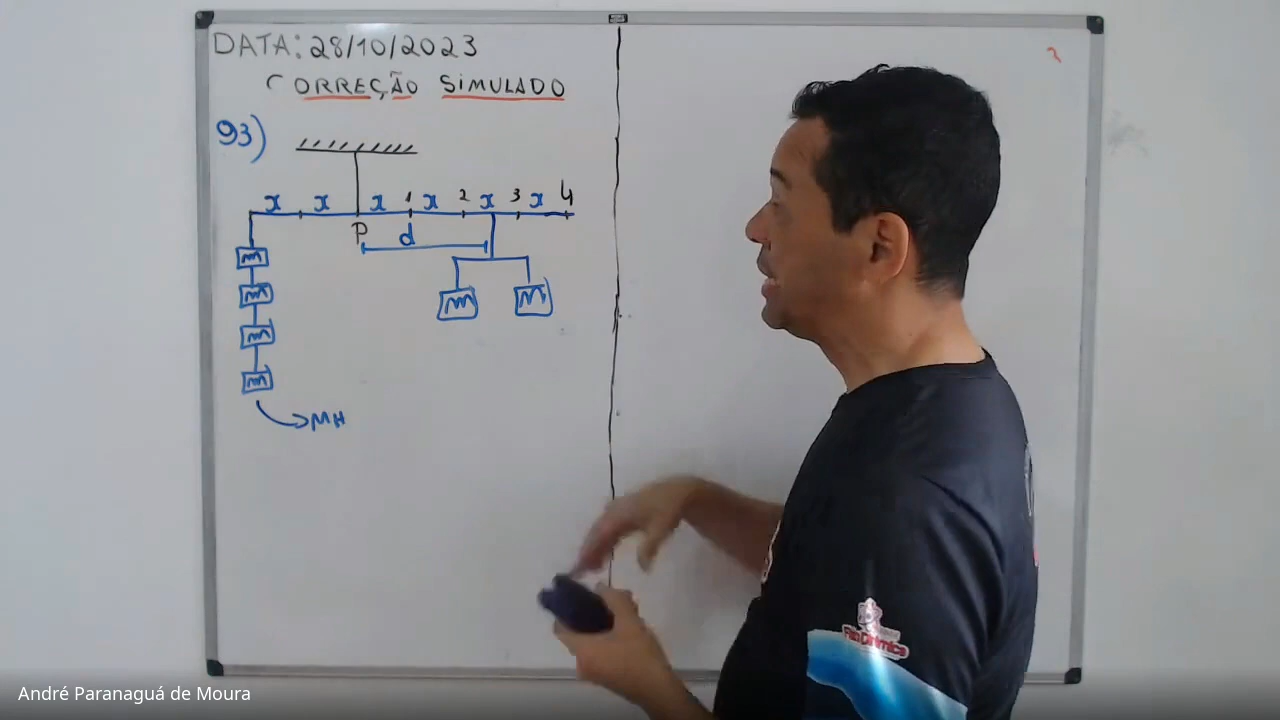 DATA: 28/10/2023
CORREÇÃO SIMULADO
93)
x x x 1 x 2 x 3 x 4
P d
m
m m m
m
m
MH
André Paranaguá de Moura